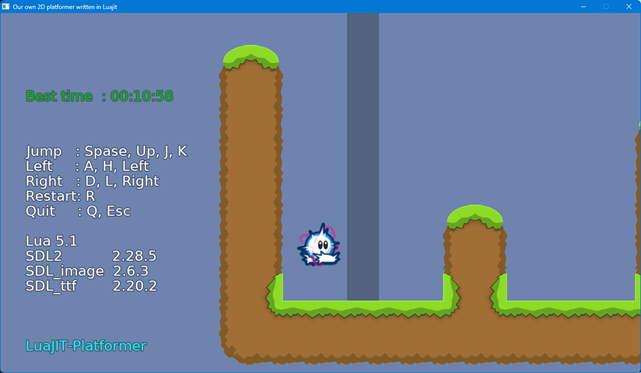 Our own 2D platformer written in Luajit
Best time : 00:10:58
Jump : Spase, Up, J, K
Left : A, H, Left
Right : D, L, Right
Restart: R
Quit : Q, Esc
Lua 5.1
SDL2 2.28.5
SDL_image 2.6.3
SDL_ttf 2.20.2
LuaJIT-Platformer